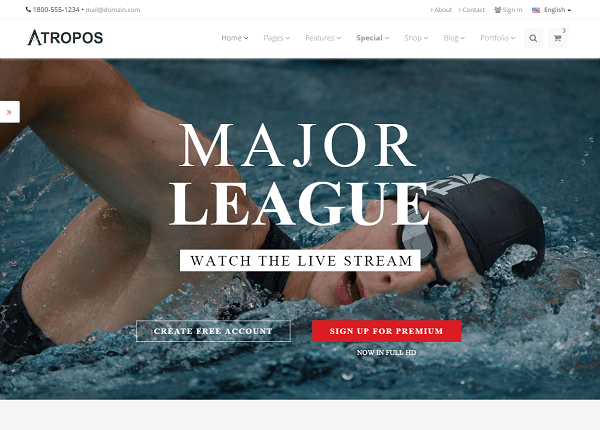 1800-555-1234 • mail@domain.com
› About › Contact Sign In English
ATROPOS
Home Pages Features Special Shop Blog Portfolio 3
»
MAJOR
LEAGUE
WATCH THE LIVE STREAM
CREATE FREE ACCOUNT SIGN UP FOR PREMIUM
NOW IN FULL HD